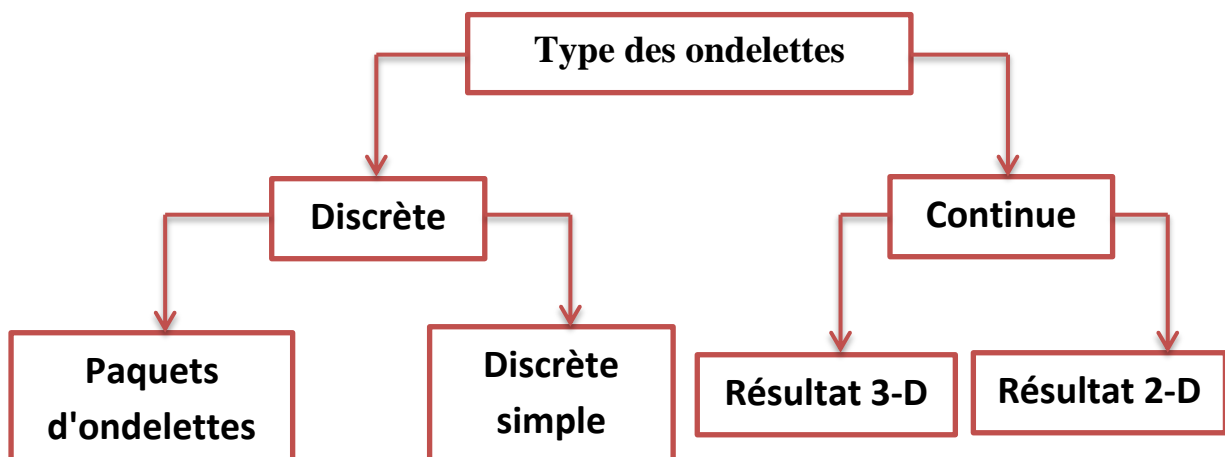 Type des ondelettes
Discrète
Continue
Paquets
d'ondelettes
Discrète
simple
Résultat 3-D
Résultat 2-D